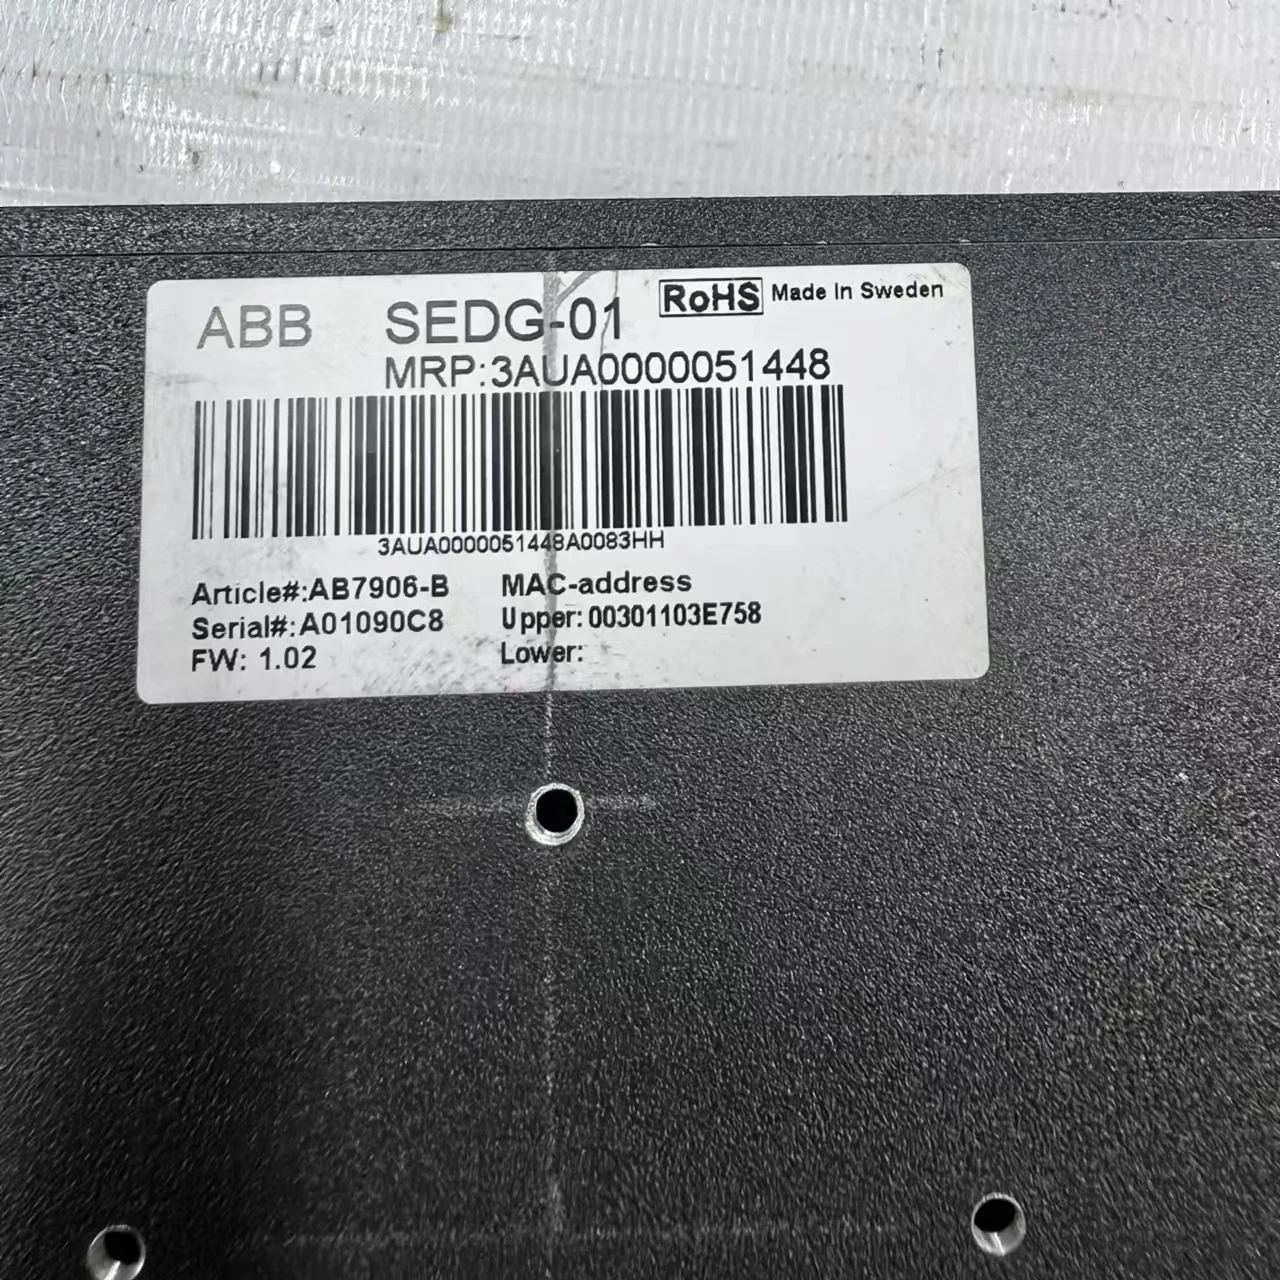 ABB SEDG-01 RoHS Made In Sweden
MRP:3AUA0000051448
3AUA0000051448A0083HH
Article#:AB7906-B MAC-address
Serial#:A01090C8 Upper:00301103E758
FW: 1.02 Lower: